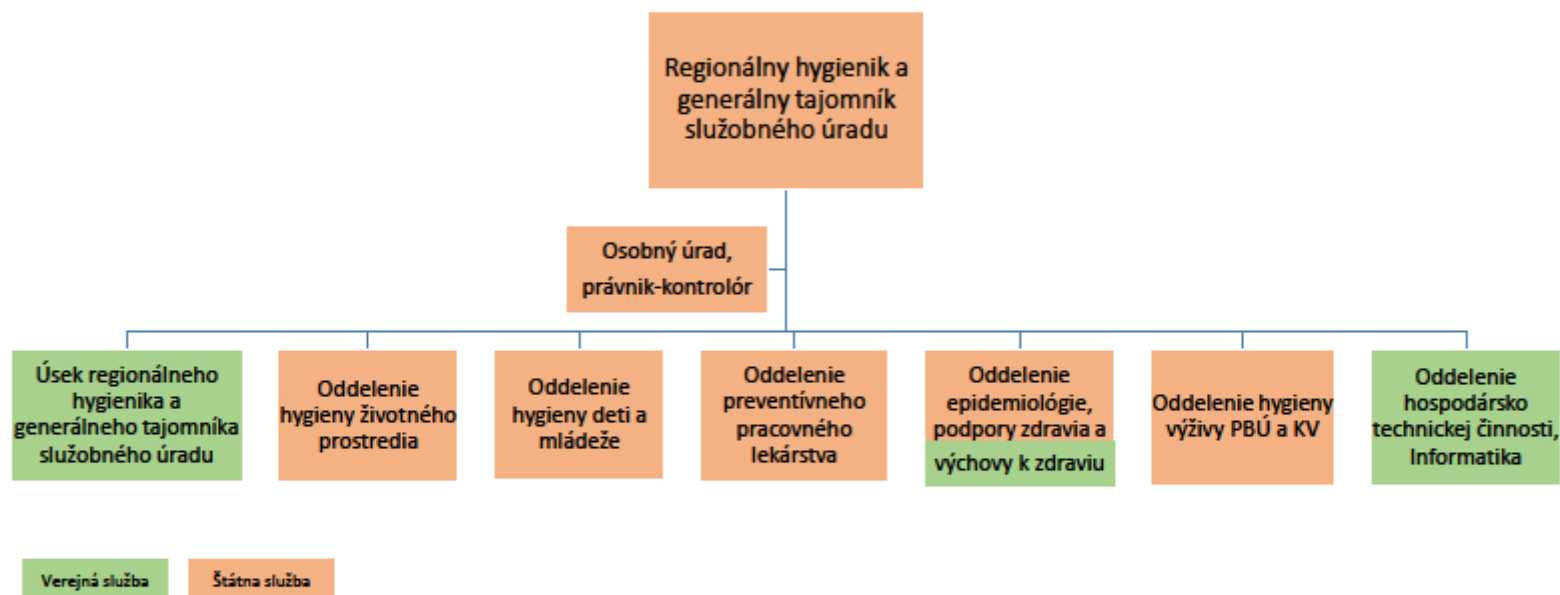 Regionálny hygienik a
generálny tajomník
služobného úradu
Osobný úrad,
právnik-kontrolór
Úsek regionálneho
hygienika a
generálneho tajomníka
služobného úradu
Oddelenie
hygieny životného
prostredia
Oddelenie
hygieny deti a
mládeže
Oddelenie
preventívneho
pracovného
lekárstva
Oddelenie
epidemiológie,
podpory zdravia a
výchovy k zdraviu
Oddelenie hygieny
výživy PBÚ a KV
Oddelenie
hospodársko
technickej činnosti,
Informatika
Verejná služba
Štátna služba